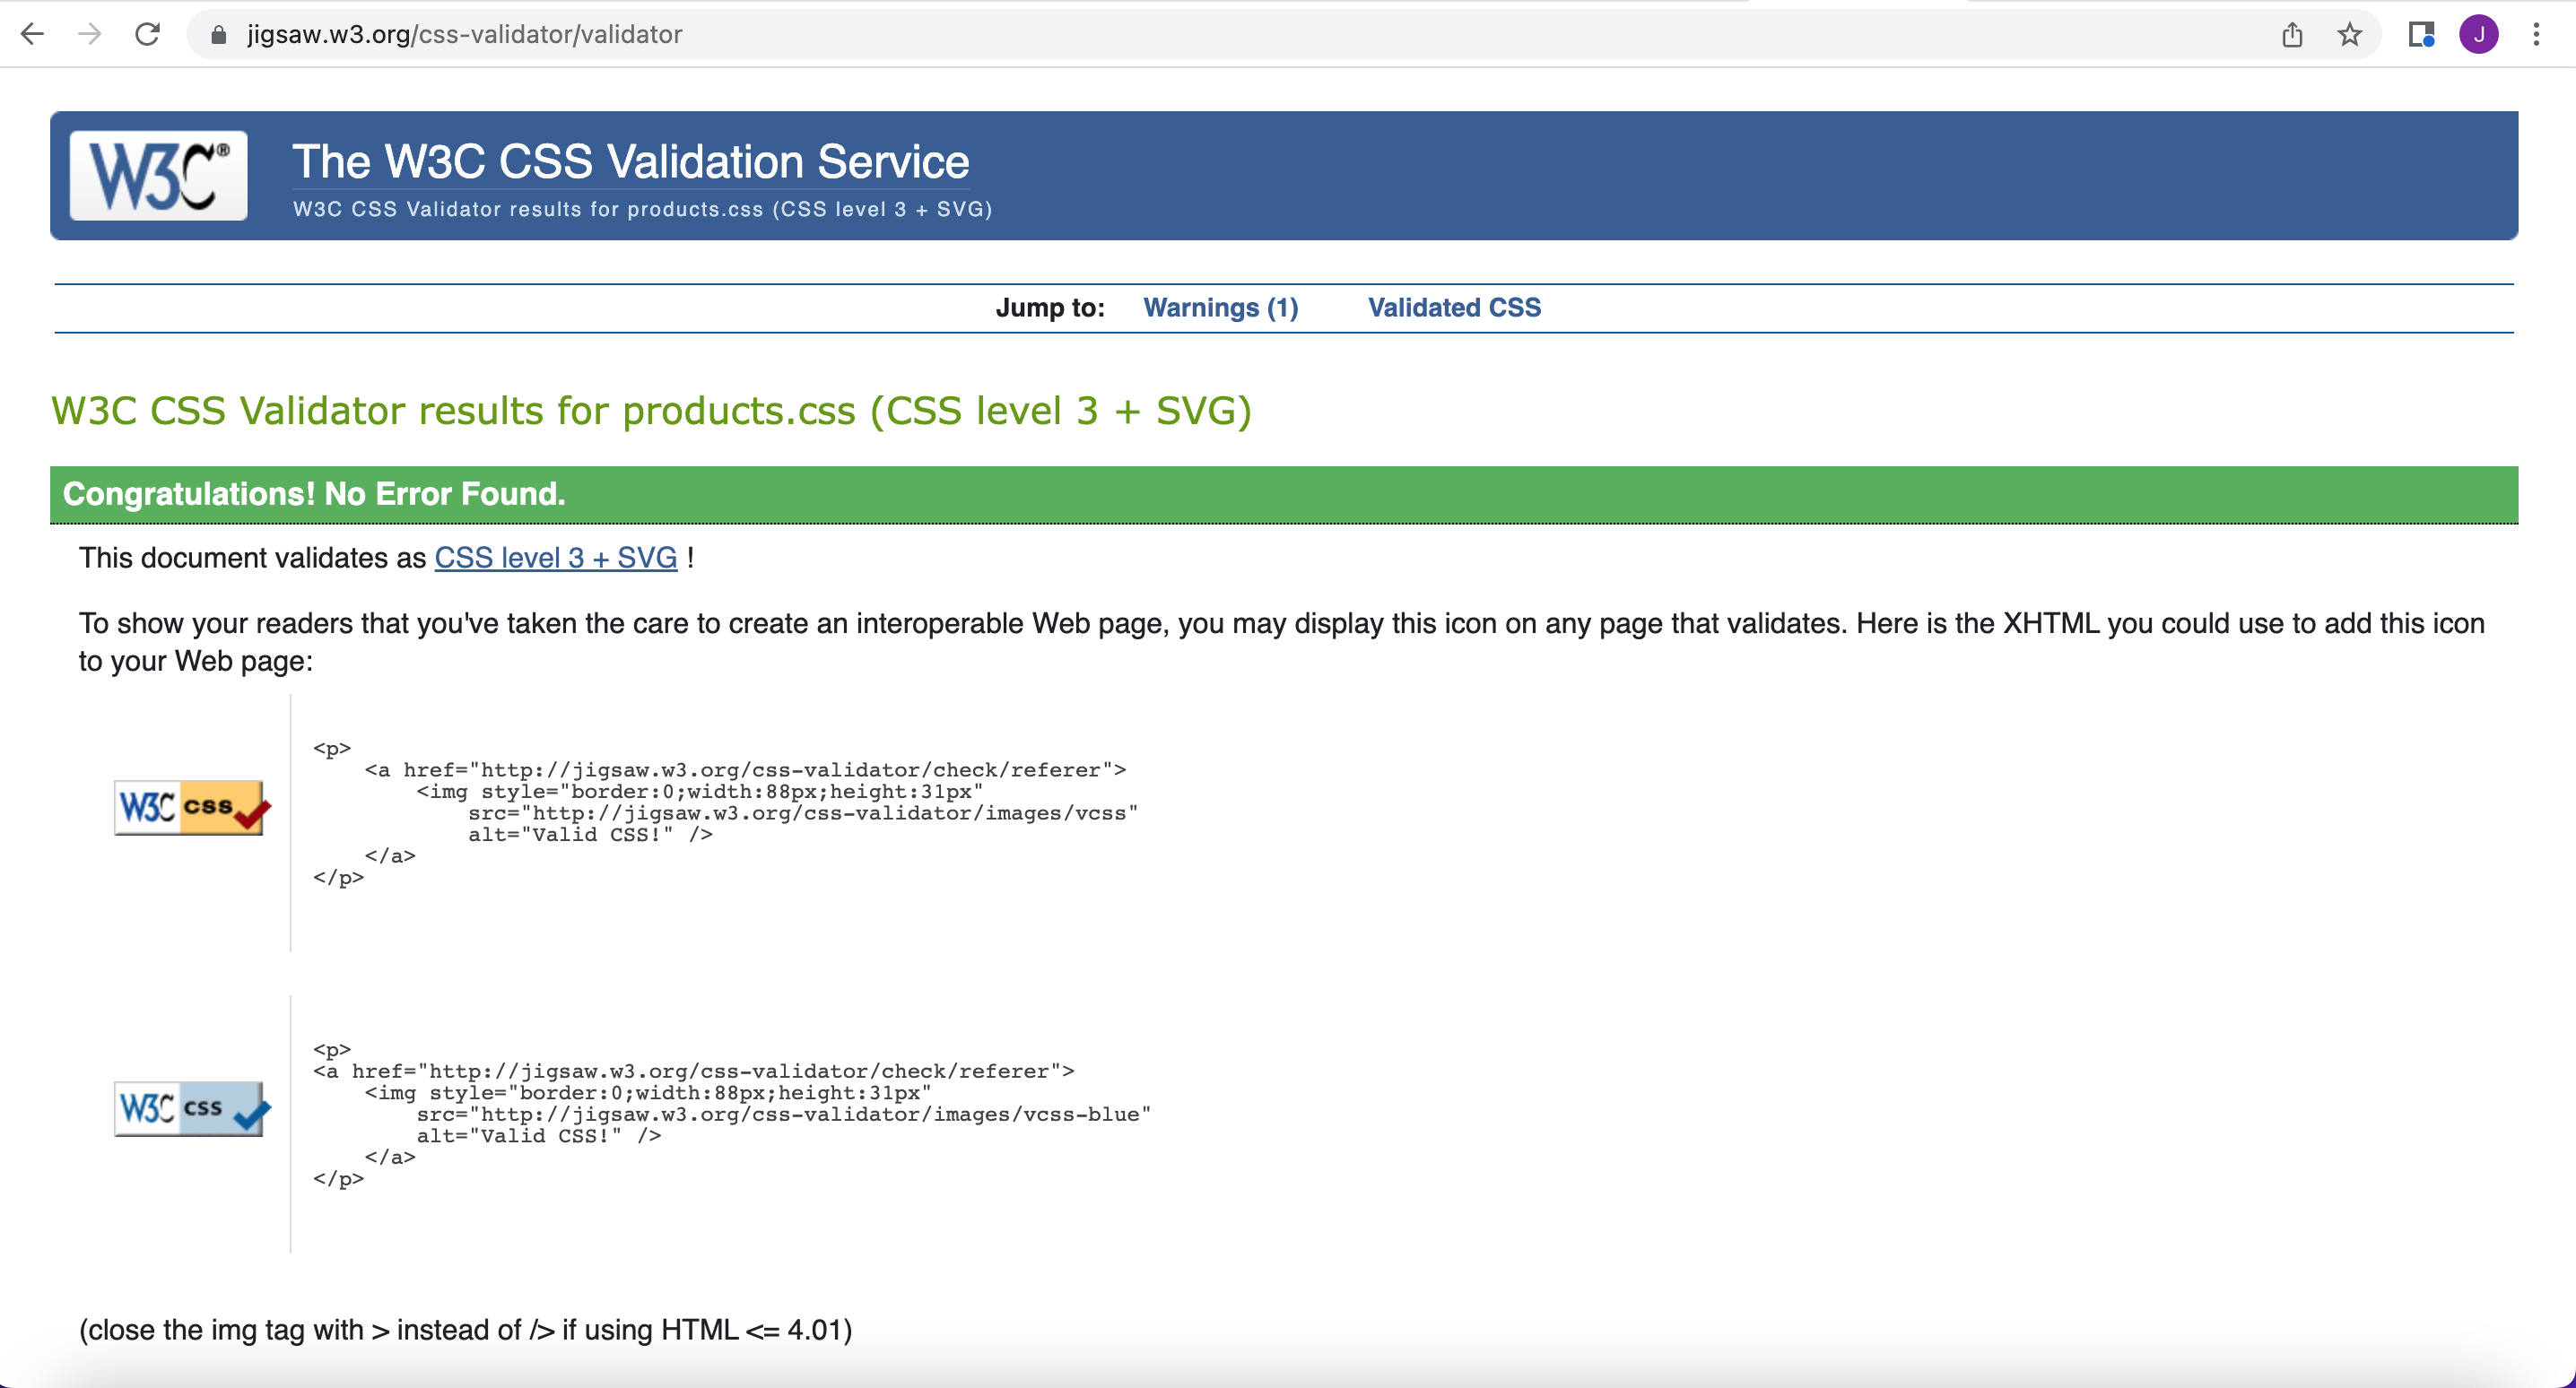 jigsaw.w3.org/css-validator/validator
J
W3C®
The W3C CSS Validation Service
W3C CSS Validator results for products.css (CSS level 3 + SVG)
Jump to: Warnings (1) Validated CSS
W3C CSS Validator results for products.css (CSS level 3 + SVG)
Congratulations! No Error Found.
This document validates as CSS level 3 + SVG !
To show your readers that you've taken the care to create an interoperable Web page, you may display this icon on any page that validates. Here is the XHTML you could use to add this icon
to your Web page:
W3C css
<p>
    <a href="http://jigsaw.w3.org/css-validator/check/referer">
        <img style="border:0;width:88px;height:31px"
            src="http://jigsaw.w3.org/css-validator/images/vcss"
            alt="Valid CSS!" />
    </a>
</p>
W3C css
<p>
<a href="http://jigsaw.w3.org/css-validator/check/referer">
    <img style="border:0;width:88px;height:31px"
        src="http://jigsaw.w3.org/css-validator/images/vcss-blue"
        alt="Valid CSS!" />
    </a>
</p>
(close the img tag with > instead of /> if using HTML <= 4.01)